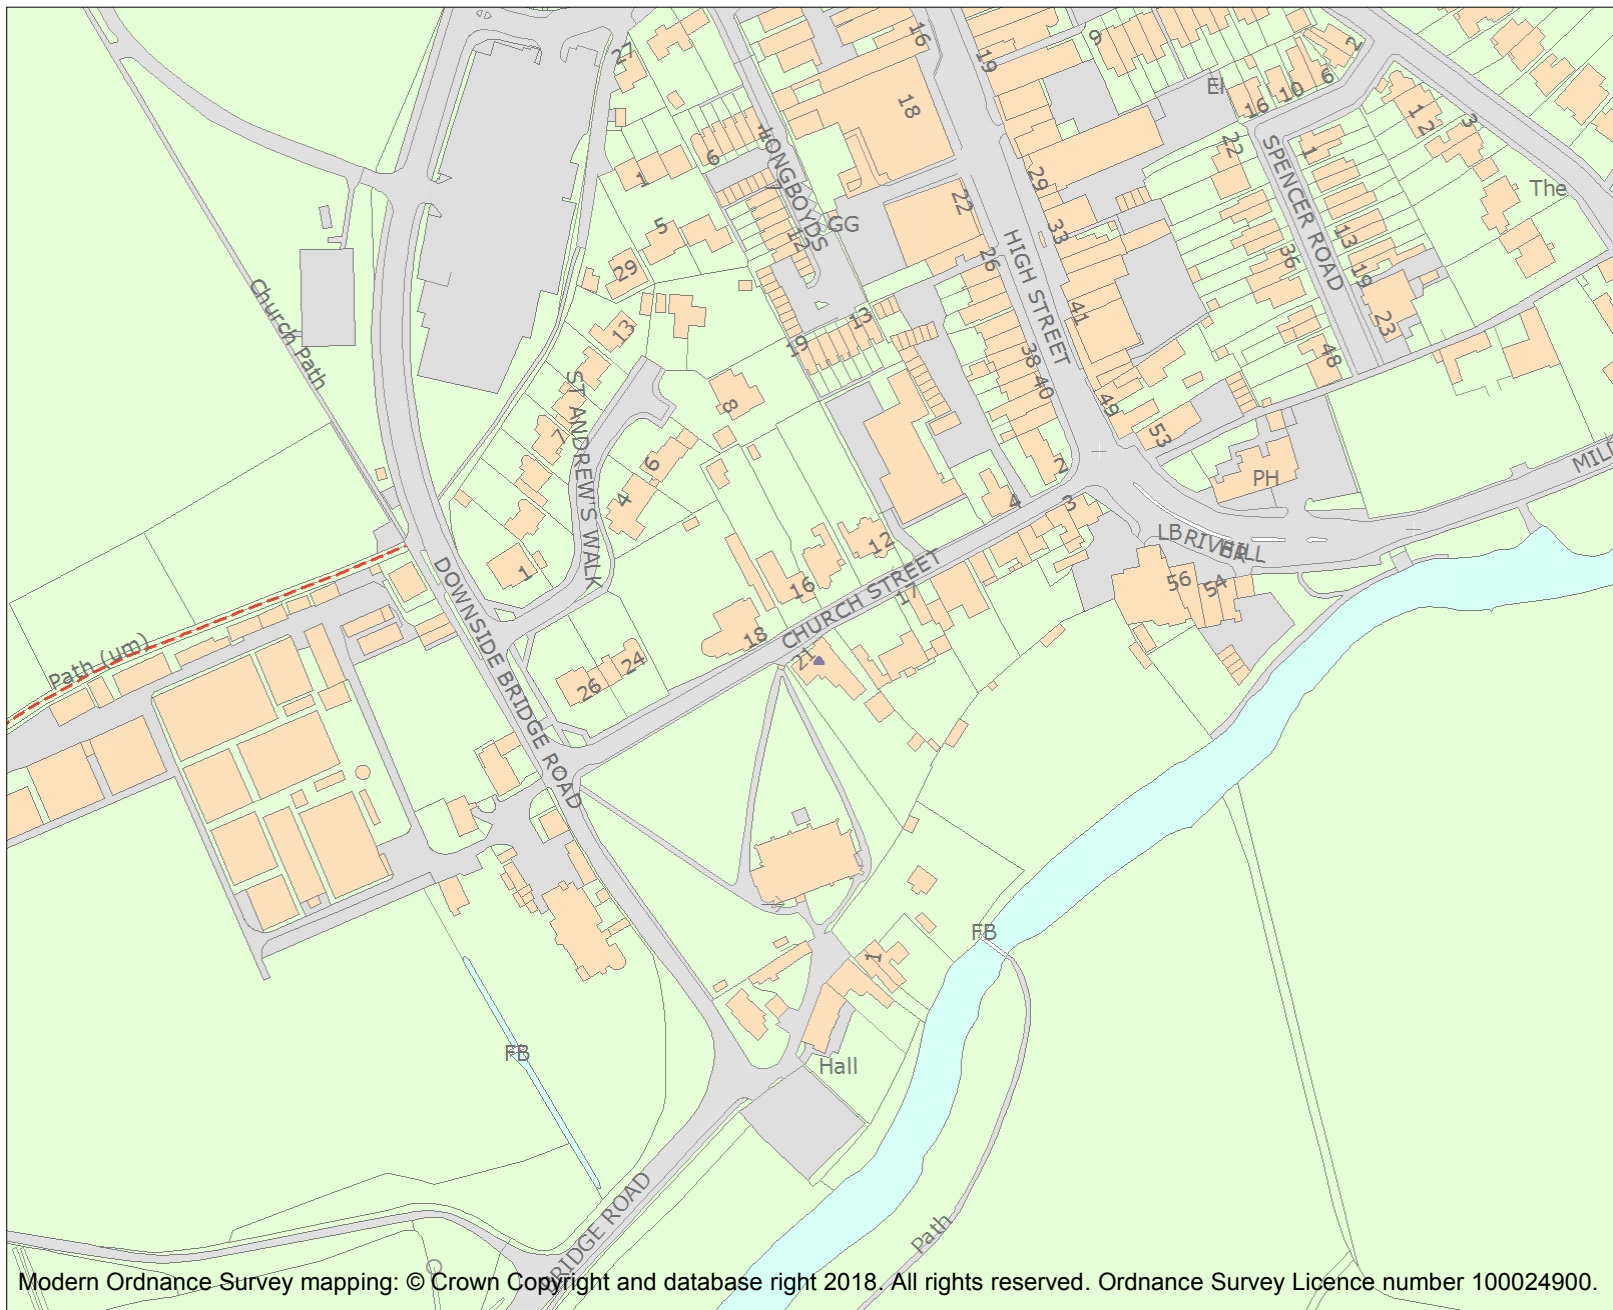 27
16
19
9
2
6
10
16
EI
18
1
2
3
LONGBOYDS
6
1
7
22
SPENCER ROAD
1
The
29
22
5
GG
12
33
13
36
HIGH STREET
26
29
19
Church Path
13
13
19
41
23
38
48
40
8
49
53
ST ANDREW'S WALK
7
6
4
2
PH
MILL
4
3
LB
RIVERHILL
12
DOWNSIDE BRIDGE ROAD
1
16
CHURCH STREET
17
56
54
18
21
24
26
Path (um)
FB
1
FB
Hall
BRIDGE ROAD
Path
Modern Ordnance Survey mapping: © Crown Copyright and database right 2018. All rights reserved. Ordnance Survey Licence number 100024900.